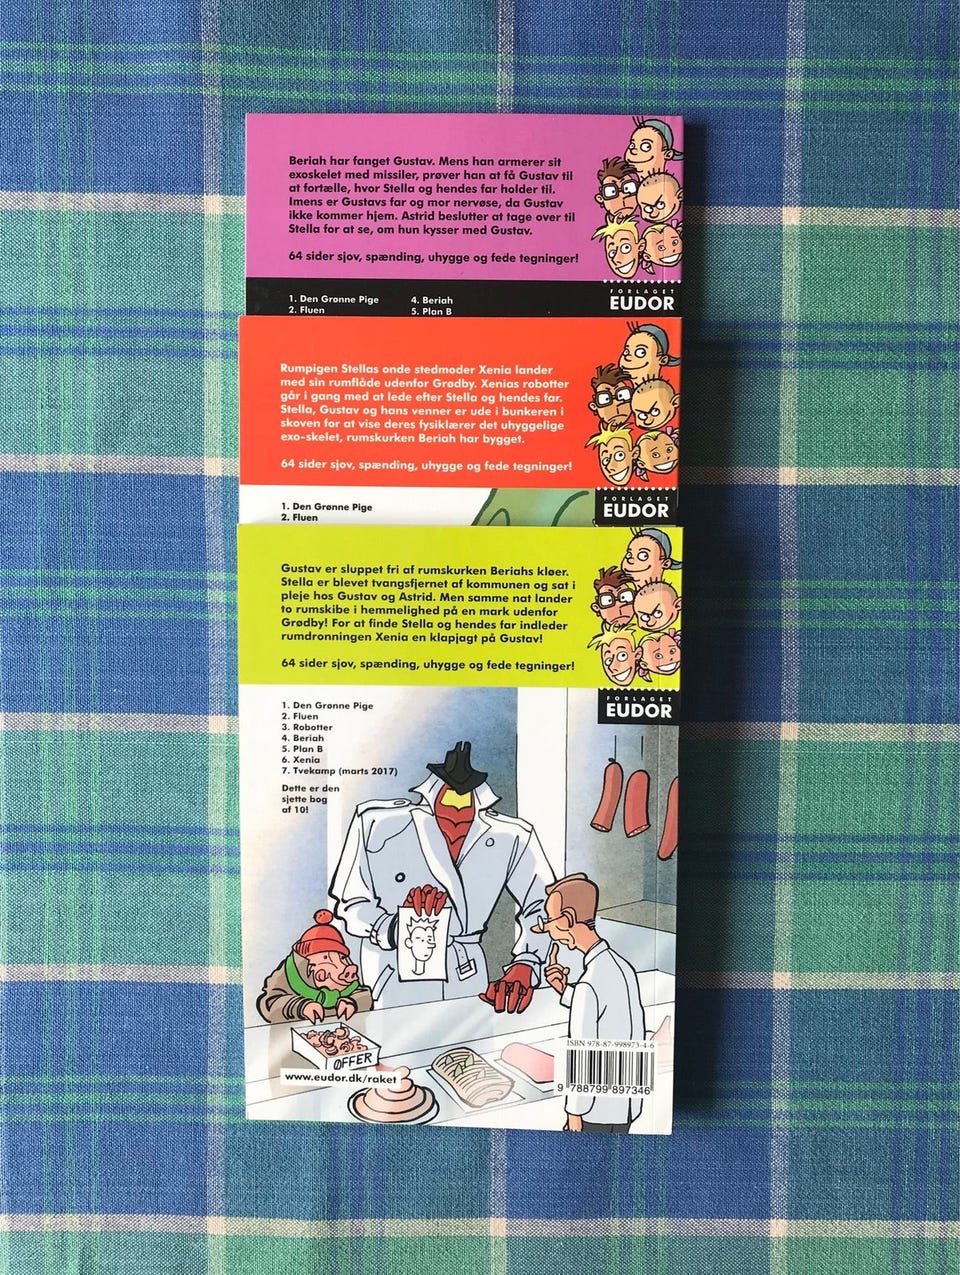 Beriah har fanget Gustav. Mens han armerer sit
exoskelet med missiler, prøver han at få Gustav til
at fortælle, hvor Stella og hendes far holder til.
Imens er Gustavs far og mor nervøse, da Gustav
ikke kommer hjem. Astrid beslutter at tage over til
Stella for at se, om hun kysser med Gustav.
64 sider sjov, spænding, uhygge og fede tegninger!
FORLAGET
EUDOR
1. Den Grønne Pige
2. Fluen
4. Beriah
5. Plan B
Rumpigen Stellas onde stedmoder Xenia lander
med sin rumflåde udenfor Grødby. Xenias robotter
går i gang med at lede efter Stella og hendes far.
Stella, Gustav og hans venner er ude i bunkeren i
skoven for at vise deres fysiklærer det uhyggelige
exo-skelet, rumskurken Beriah har bygget.
64 sider sjov, spænding, uhygge og fede tegninger!
FORLAGET
EUDOR
1. Den Grønne Pige
2. Fluen
Gustav er sluppet fri af rumskurken Beriahs kløer.
Stella er blevet tvangsfjernet af kommunen og sat i
pleje hos Gustav og Astrid. Men samme nat lander
to rumskibe i hemmelighed på en mark udenfor
Grødby! For at finde Stella og hendes far indleder
rumdronningen Xenia en klapjagt på Gustav!
64 sider sjov, spænding, uhygge og fede tegninger!
FORLAGET
EUDOR
1. Den Grønne Pige
2. Fluen
3. Robotter
4. Beriah
5. Plan B
6. Xenia
7. Tvekamp (marts 2017)
Dette er den
sjette bog
af 10!
ØFFER
www.eudor.dk/raket
ISBN 978-87-998973-4-6
9 788799 897346